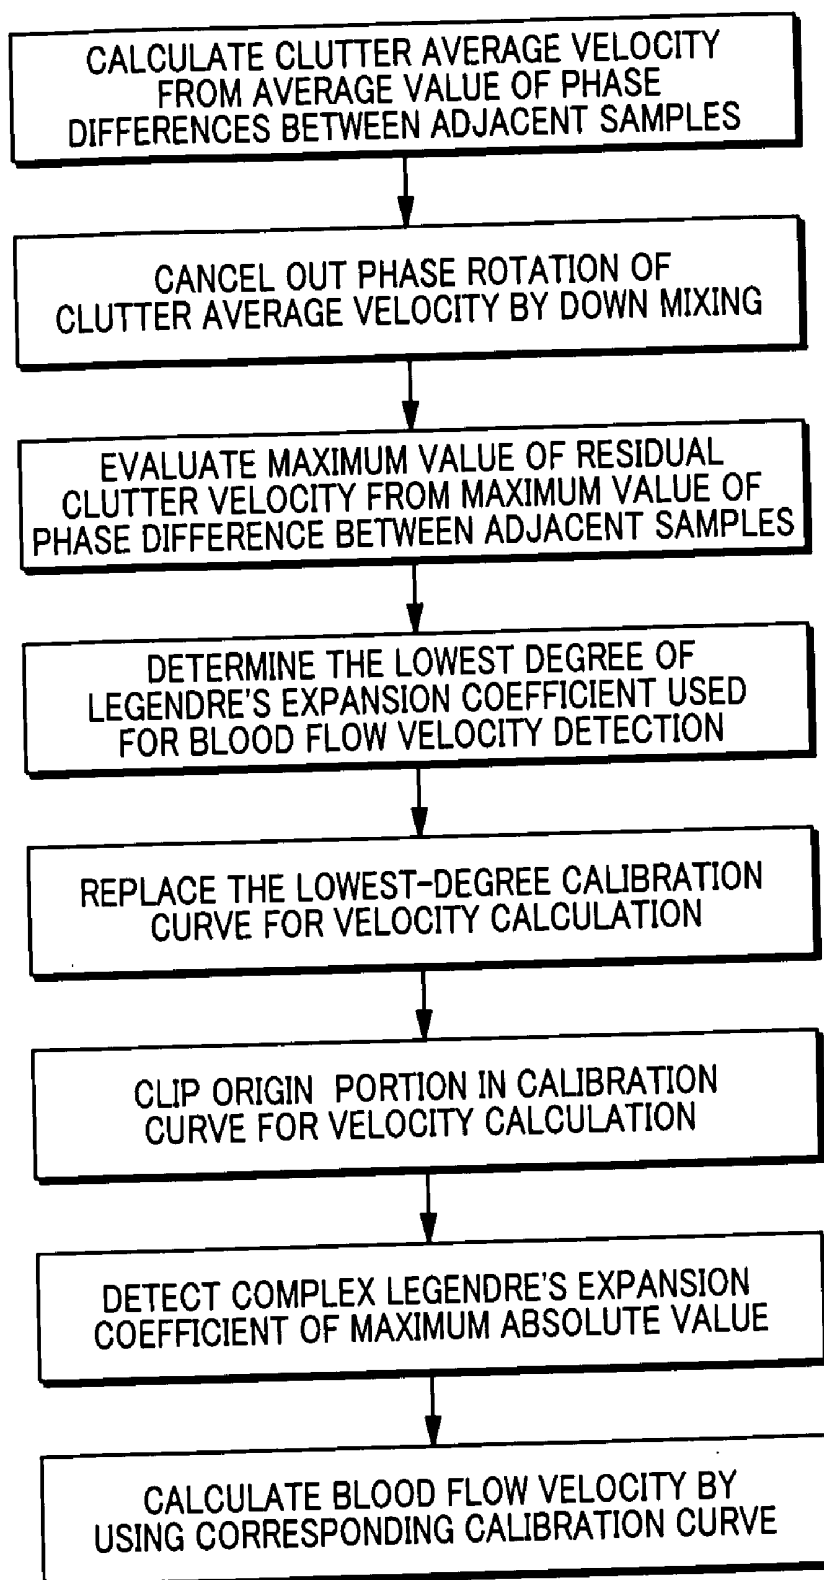 CALCULATE CLUTTER AVERAGE VELOCITY
FROM AVERAGE VALUE OF PHASE
DIFFERENCES BETWEEN ADJACENT SAMPLES
CANCEL OUT PHASE ROTATION OF
CLUTTER AVERAGE VELOCITY BY DOWN MIXING
EVALUATE MAXIMUM VALUE OF RESIDUAL
CLUTTER VELOCITY FROM MAXIMUM VALUE OF
PHASE DIFFERENCE BETWEEN ADJACENT SAMPLES
DETERMINE THE LOWEST DEGREE OF
LEGENDRE'S EXPANSION COEFFICIENT USED
FOR BLOOD FLOW VELOCITY DETECTION
REPLACE THE LOWEST-DEGREE CALIBRATION
CURVE FOR VELOCITY CALCULATION
CLIP ORIGIN PORTION IN CALIBRATION
CURVE FOR VELOCITY CALCULATION
DETECT COMPLEX LEGENDRE'S EXPANSION
COEFFICIENT OF MAXIMUM ABSOLUTE VALUE
CALCULATE BLOOD FLOW VELOCITY BY
USING CORRESPONDING CALIBRATION CURVE